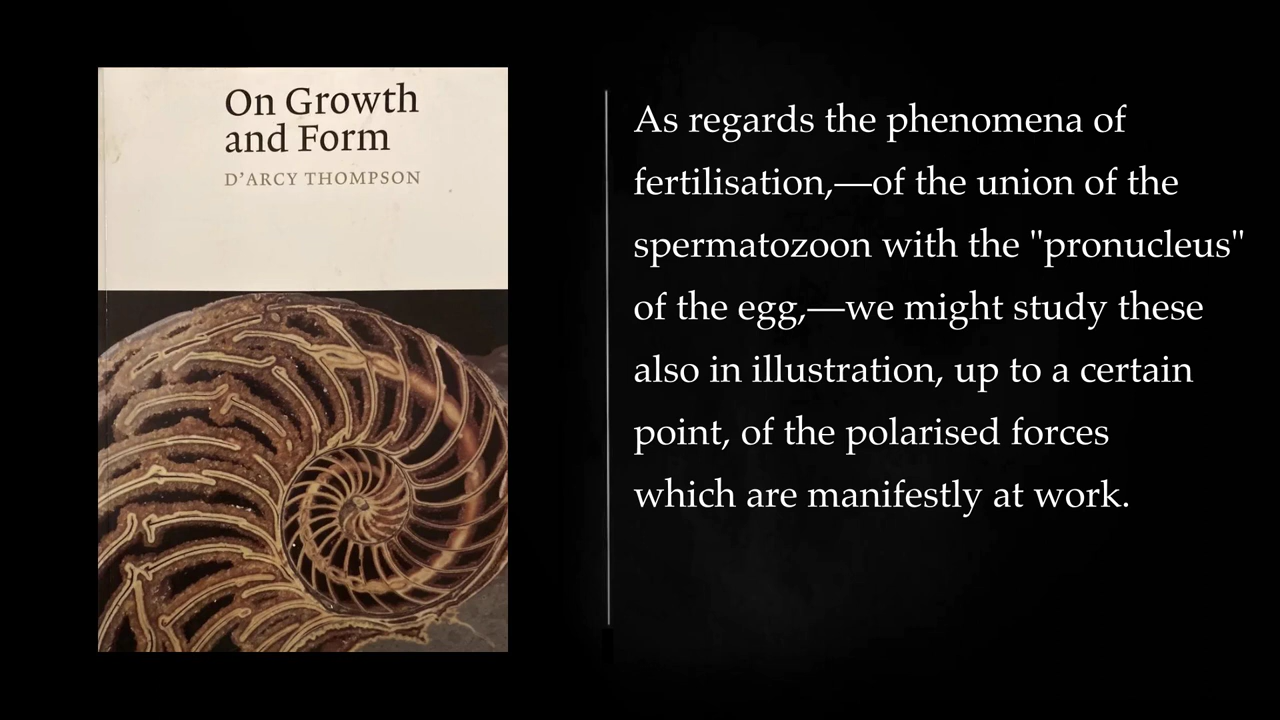 On Growth
and Form
D'ARCY THOMPSON
As regards the phenomena of
fertilisation,—of the union of the
spermatozoon with the "pronucleus"
of the egg,—we might study these
also in illustration, up to a certain
point, of the polarised forces
which are manifestly at work.